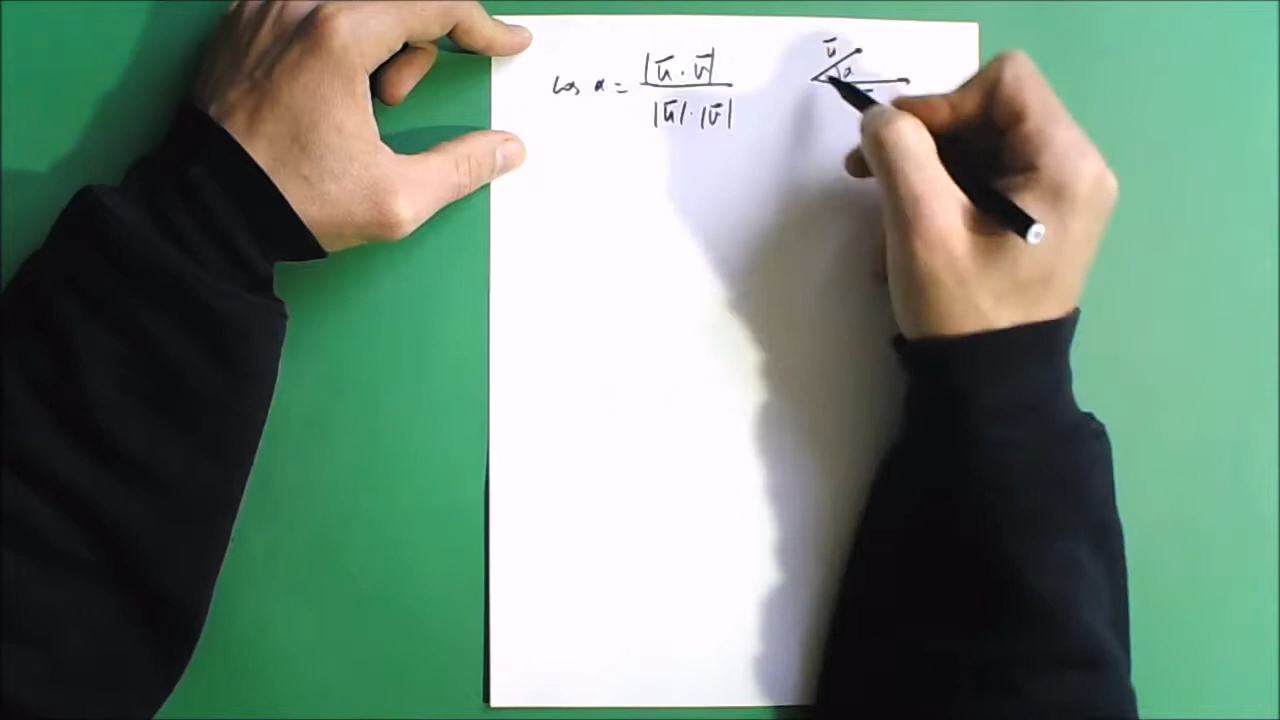 cos α = |ū · v̄| / |ū| · |v̄|
ū
α